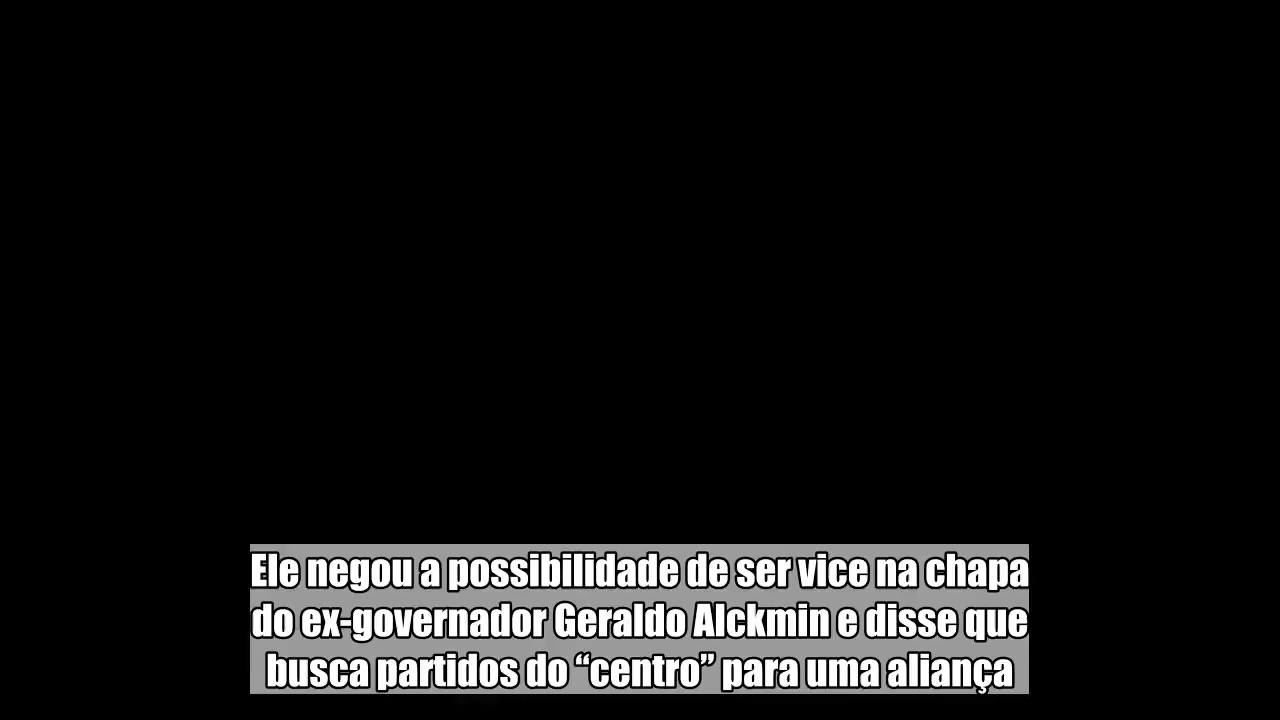 Ele negou a possibilidade de ser vice na chapa
do ex-governador Geraldo Alckmin e disse que
busca partidos do “centro” para uma aliança